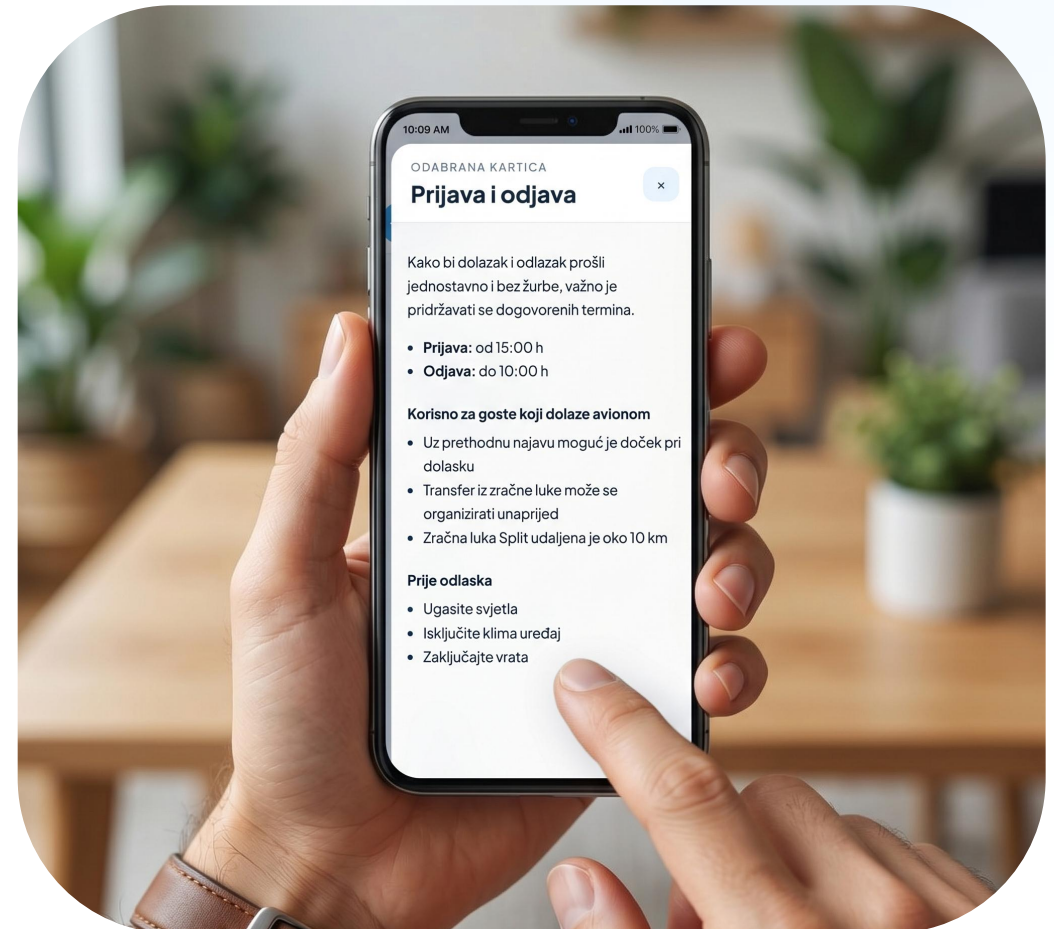 10:09 AM
100%
ODABRANA KARTICA
Prijava i odjava
×
Kako bi dolazak i odlazak prošli
jednostavno i bez žurbe, važno je
pridržavati se dogovorenih termina.
• Prijava: od 15:00 h
• Odjava: do 10:00 h
Korisno za goste koji dolaze avionom
• Uz prethodnu najavu moguć je doček pri
dolasku
• Transfer iz zračne luke može se
organizirati unaprijed
• Zračna luka Split udaljena je oko 10 km
Prije odlaska
• Ugasite svjetla
• Isključite klima uređaj
• Zaključajte vrata